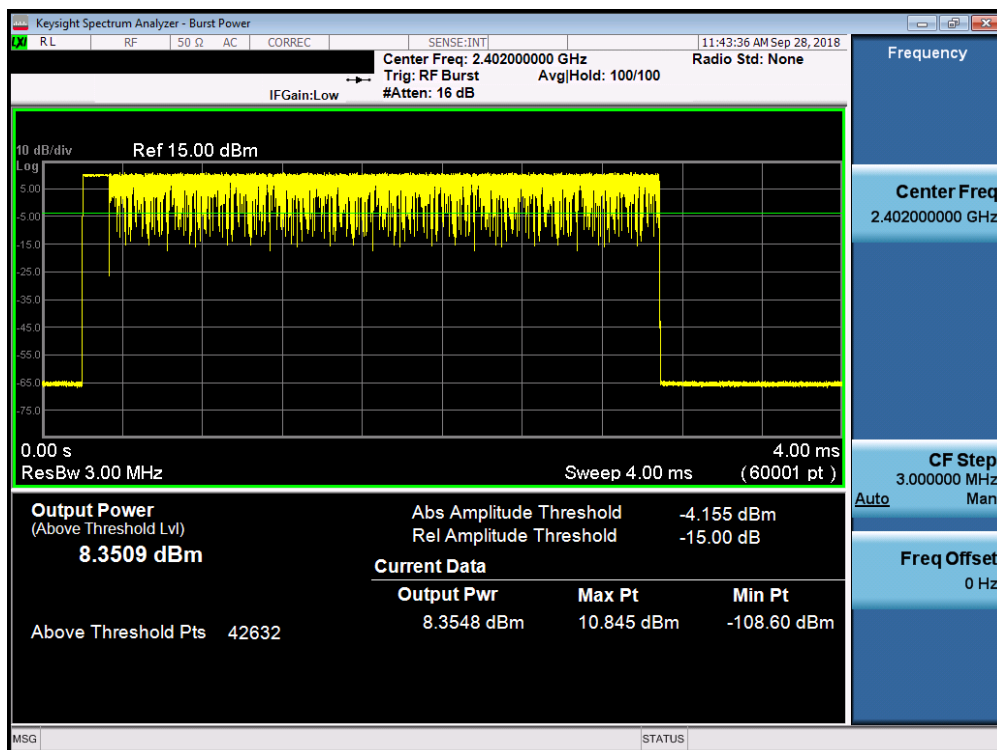 Keysight Spectrum Analyzer - Burst Power
LXI RL RF 50 Ω AC CORREC SENSE:INT 11:43:36 AM Sep 28, 2018
Center Freq: 2.402000000 GHz Radio Std: None
Trig: RF Burst Avg|Hold: 100/100
IFGain:Low #Atten: 16 dB
10 dB/div Ref 15.00 dBm
Log
5.00
-5.00
-15.0
-25.0
-35.0
-45.0
-55.0
-65.0
-75.0
0.00 s 4.00 ms
ResBw 3.00 MHz Sweep 4.00 ms (60001 pt)
Output Power
(Above Threshold Lvl)
8.3509 dBm
Above Threshold Pts 42632
Abs Amplitude Threshold -4.155 dBm
Rel Amplitude Threshold -15.00 dB
Current Data
Output Pwr Max Pt Min Pt
8.3548 dBm 10.845 dBm -108.60 dBm
Frequency
Center Freq
2.402000000 GHz
CF Step
3.000000 MHz
Auto Man
Freq Offset
0 Hz
MSG STATUS